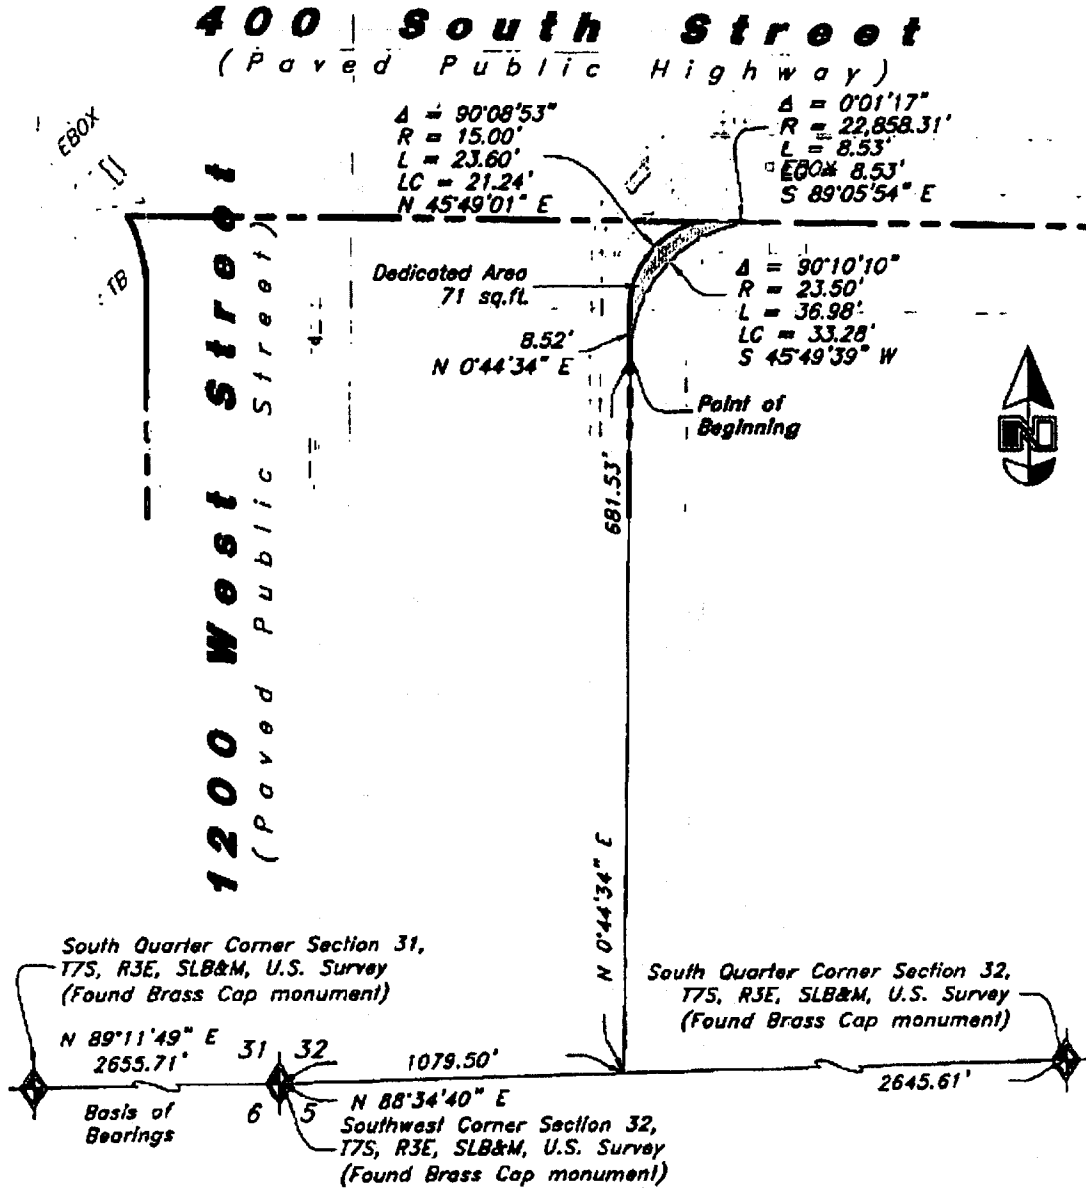 400 South Street
(Paved Public Highway)
EBOX
Δ = 90°08'53"
R = 15.00'
L = 23.60'
LC = 21.24'
N 45°49'01" E
Δ = 0°01'17"
R = 22,858.31'
L = 8.53'
EBOX
LC = 8.53'
S 89°05'54" E
TB
Dedicated Area
71 sq.ft.
Δ = 90°10'10"
R = 23.50'
L = 36.98'
LC = 33.28'
S 45°49'39" W
8.52'
N 0°44'34" E
Point of
Beginning
681.53'
N 0°44'34" E
1200 West Street
(Paved Public Street)
South Quarter Corner Section 31,
T7S, R3E, SLB&M, U.S. Survey
(Found Brass Cap monument)
South Quarter Corner Section 32,
T7S, R3E, SLB&M, U.S. Survey
(Found Brass Cap monument)
N 89°11'49" E
2655.71'
31 32
1079.50'
2645.61'
Basis of
Bearings
6 5
N 88°34'40" E
Southwest Corner Section 32,
T7S, R3E, SLB&M, U.S. Survey
(Found Brass Cap monument)